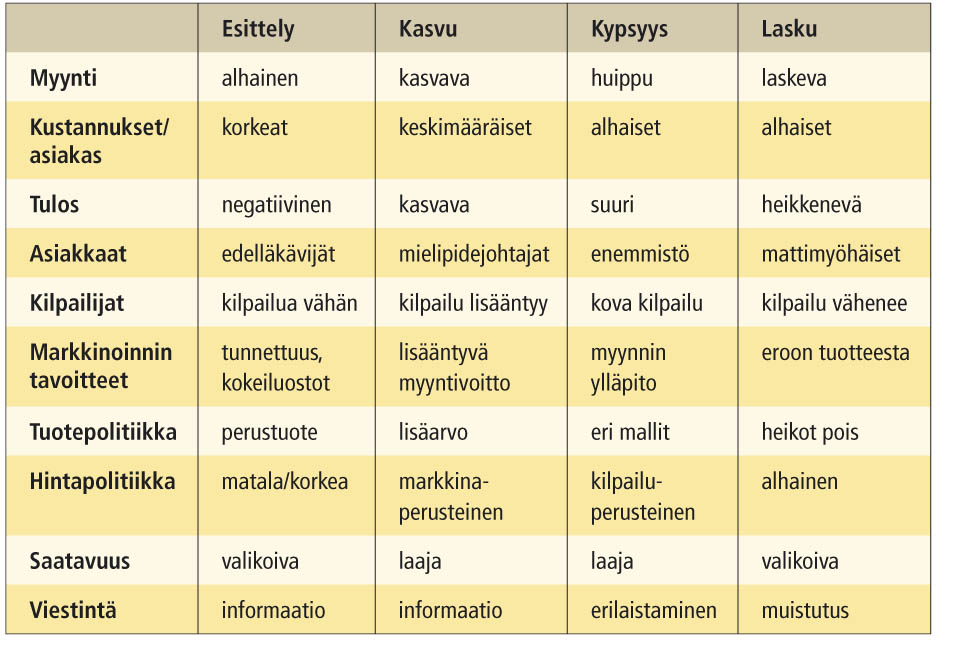 Esittely Kasvu Kypsyys Lasku
Myynti alhainen kasvava huippu laskeva
Kustannukset/ korkeat keskimääräiset alhaiset alhaiset
asiakas
Tulos negatiivinen kasvava suuri heikkenevä
Asiakkaat edelläkävijät mielipidejohtajat enemmistö mattimyöhäiset
Kilpailijat kilpailua vähän kilpailu lisääntyy kova kilpailu kilpailu vähenee
Markkinoinnin tunnettuus, lisääntyvä myynnin eroon tuotteesta
tavoitteet kokeiluostot myyntivoitto ylläpito
Tuotepolitiikka perustuote lisäarvo eri mallit heikot pois
Hintapolitiikka matala/korkea markkina- kilpailu- alhainen
perusteinen perusteinen
Saatavuus valikoiva laaja laaja valikoiva
Viestintä informaatio informaatio erilaistaminen muistutus